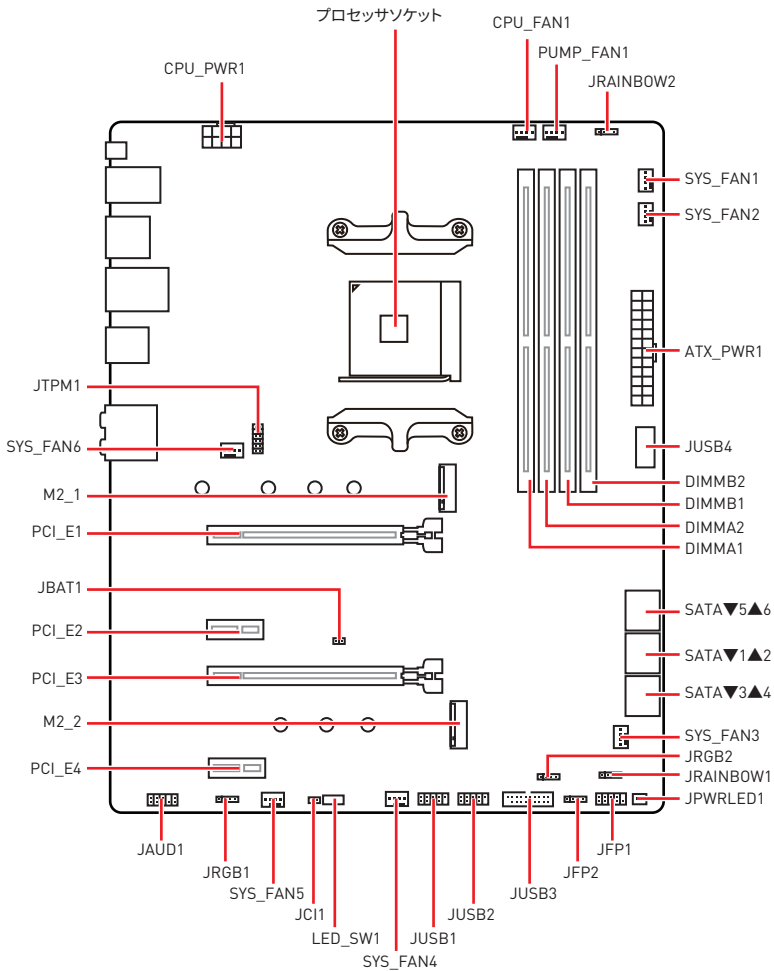 プロセッサソケット
CPU_FAN1
PUMP_FAN1
CPU_PWR1
JRAINBOW2
SYS_FAN1
SYS_FAN2
ATX_PWR1
JTPM1
SYS_FAN6
JUSB4
M2_1
DIMMB2
DIMMB1
PCI_E1
DIMMA2
DIMMA1
JBAT1
SATA▼5▲6
PCI_E2
SATA▼1▲2
PCI_E3
SATA▼3▲4
M2_2
SYS_FAN3
JRGB2
PCI_E4
JRAINBOW1
JPWRLED1
JAUD1
JRGB1
SYS_FAN5
JCI1
LED_SW1
SYS_FAN4
JUSB1
JUSB2
JUSB3
JFP2
JFP1